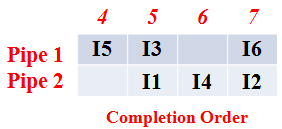 4 5 6 7
Pipe 1 I5 I3 I6
Pipe 2 I1 I4 I2
Completion Order